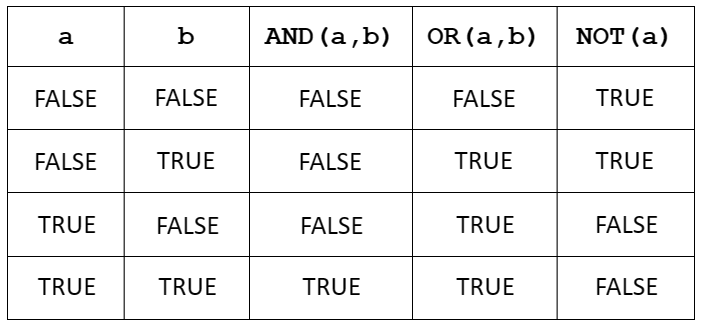 a b AND(a,b) OR(a,b) NOT(a)
FALSE FALSE FALSE FALSE TRUE
FALSE TRUE FALSE TRUE TRUE
TRUE FALSE FALSE TRUE FALSE
TRUE TRUE TRUE TRUE FALSE